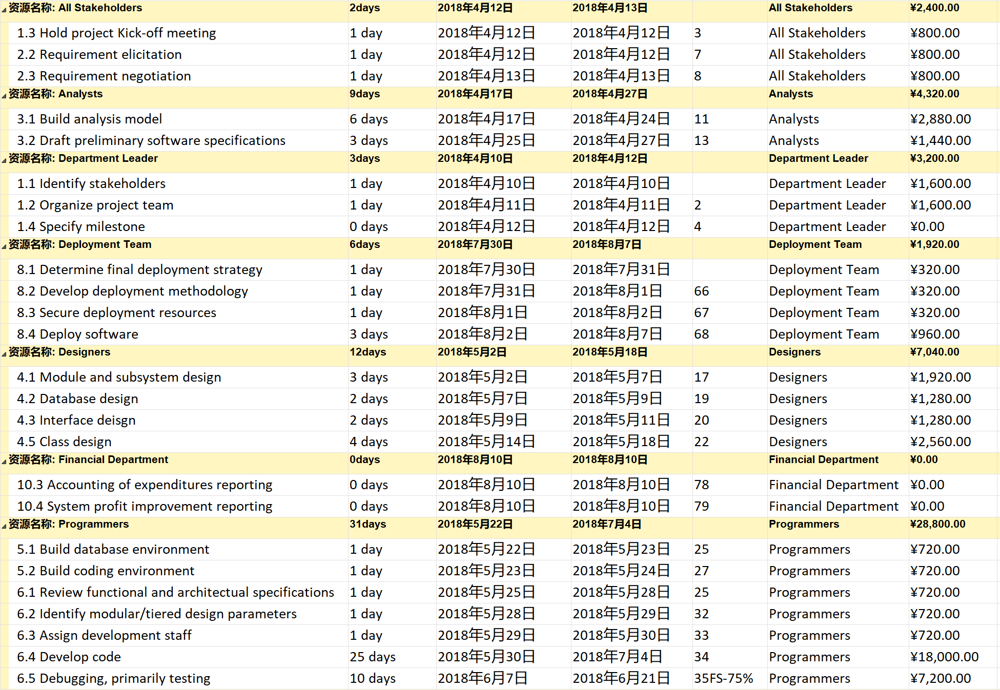 资源名称: All Stakeholders 2days 2018年4月12日 2018年4月13日 All Stakeholders ¥2,400.00
1.3 Hold project Kick-off meeting 1 day 2018年4月12日 2018年4月12日 3 All Stakeholders ¥800.00
2.2 Requirement elicitation 1 day 2018年4月12日 2018年4月12日 7 All Stakeholders ¥800.00
2.3 Requirement negotiation 1 day 2018年4月13日 2018年4月13日 8 All Stakeholders ¥800.00
资源名称: Analysts 9days 2018年4月17日 2018年4月27日 Analysts ¥4,320.00
3.1 Build analysis model 6 days 2018年4月17日 2018年4月24日 11 Analysts ¥2,880.00
3.2 Draft preliminary software specifications 3 days 2018年4月25日 2018年4月27日 13 Analysts ¥1,440.00
资源名称: Department Leader 3days 2018年4月10日 2018年4月12日 Department Leader ¥3,200.00
1.1 Identify stakeholders 1 day 2018年4月10日 2018年4月10日 Department Leader ¥1,600.00
1.2 Organize project team 1 day 2018年4月11日 2018年4月11日 2 Department Leader ¥1,600.00
1.4 Specify milestone 0 days 2018年4月12日 2018年4月12日 4 Department Leader ¥0.00
资源名称: Deployment Team 6days 2018年7月30日 2018年8月7日 Deployment Team ¥1,920.00
8.1 Determine final deployment strategy 1 day 2018年7月30日 2018年7月31日 Deployment Team ¥320.00
8.2 Develop deployment methodology 1 day 2018年7月31日 2018年8月1日 66 Deployment Team ¥320.00
8.3 Secure deployment resources 1 day 2018年8月1日 2018年8月2日 67 Deployment Team ¥320.00
8.4 Deploy software 3 days 2018年8月2日 2018年8月7日 68 Deployment Team ¥960.00
资源名称: Designers 12days 2018年5月2日 2018年5月18日 Designers ¥7,040.00
4.1 Module and subsystem design 3 days 2018年5月2日 2018年5月7日 17 Designers ¥1,920.00
4.2 Database design 2 days 2018年5月7日 2018年5月9日 19 Designers ¥1,280.00
4.3 Interface deisgn 2 days 2018年5月9日 2018年5月11日 20 Designers ¥1,280.00
4.5 Class design 4 days 2018年5月14日 2018年5月18日 22 Designers ¥2,560.00
资源名称: Financial Department 0days 2018年8月10日 2018年8月10日 Financial Department ¥0.00
10.3 Accounting of expenditures reporting 0 days 2018年8月10日 2018年8月10日 78 Financial Department ¥0.00
10.4 System profit improvement reporting 0 days 2018年8月10日 2018年8月10日 79 Financial Department ¥0.00
资源名称: Programmers 31days 2018年5月22日 2018年7月4日 Programmers ¥28,800.00
5.1 Build database environment 1 day 2018年5月22日 2018年5月23日 25 Programmers ¥720.00
5.2 Build coding environment 1 day 2018年5月23日 2018年5月24日 27 Programmers ¥720.00
6.1 Review functional and architectual specifications 1 day 2018年5月25日 2018年5月28日 25 Programmers ¥720.00
6.2 Identify modular/tiered design parameters 1 day 2018年5月28日 2018年5月29日 32 Programmers ¥720.00
6.3 Assign development staff 1 day 2018年5月29日 2018年5月30日 33 Programmers ¥720.00
6.4 Develop code 25 days 2018年5月30日 2018年7月4日 34 Programmers ¥18,000.00
6.5 Debugging, primarily testing 10 days 2018年6月7日 2018年6月21日 35FS-75% Programmers ¥7,200.00